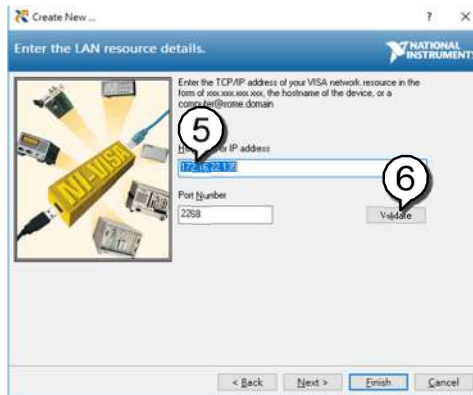 Create New ...
?
Enter the LAN resource details.
NATIONAL
INSTRUMENTS
Enter the TCP/IP address of your VISA network resource in the
form of xxx.xxx.xxx.xxx, the hostname of the device, or a
computer@some.domain
5
or IP address
172.16.22.136
6
Port Number
2268
Validate
NI-VISA
< Back
Next >
Finish
Cancel